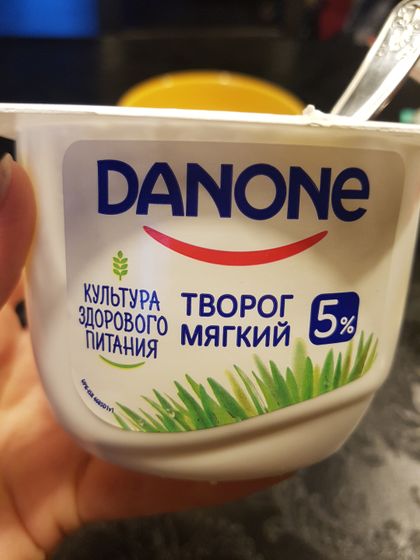 DANONE
КУЛЬТУРА
ЗДОРОВОГО
ПИТАНИЯ
ТВОРОГ
МЯГКИЙ
5%